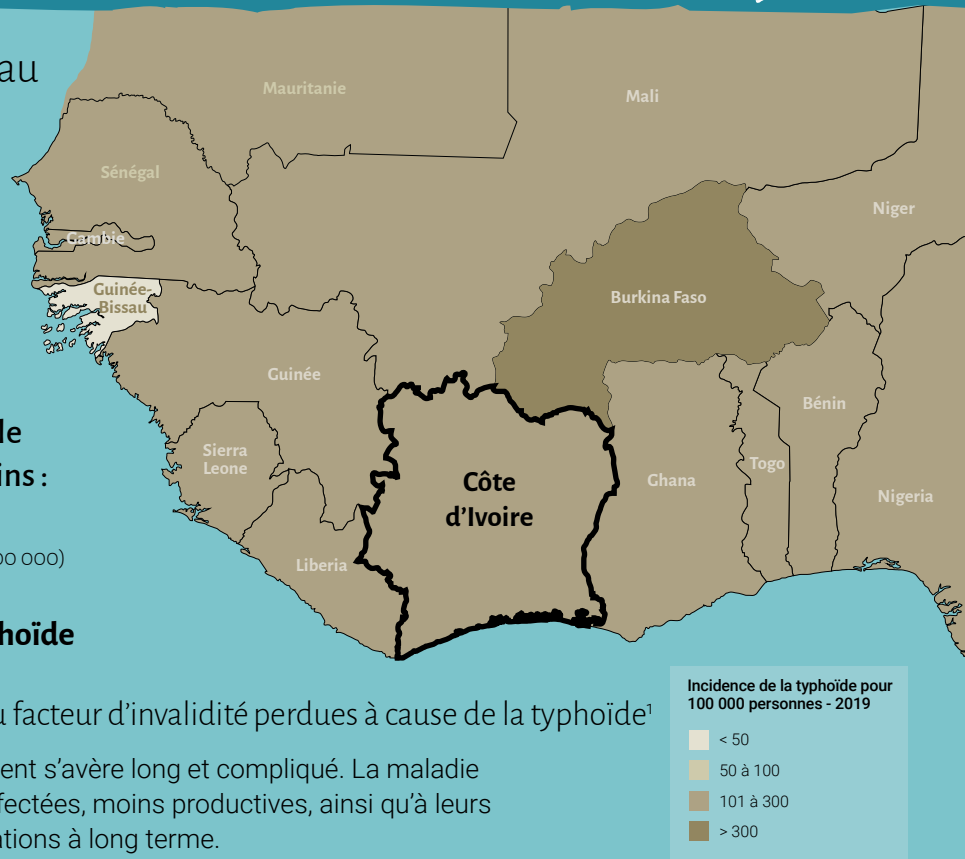 au
Mauritanie
Mali
Sénégal
Niger
Gambie
Guinée-
Bissau
Burkina Faso
Guinée
Bénin
Sierra
Leone
Côte
d'Ivoire
Togo
Ghana
Nigeria
Liberia
le
ins :
00 000)
hoïde
u facteur d'invalidité perdues à cause de la typhoïde¹
ent s'avère long et compliqué. La maladie
fectées, moins productives, ainsi qu'à leurs
ations à long terme.
Incidence de la typhoïde pour
100 000 personnes - 2019
< 50
50 à 100
101 à 300
> 300